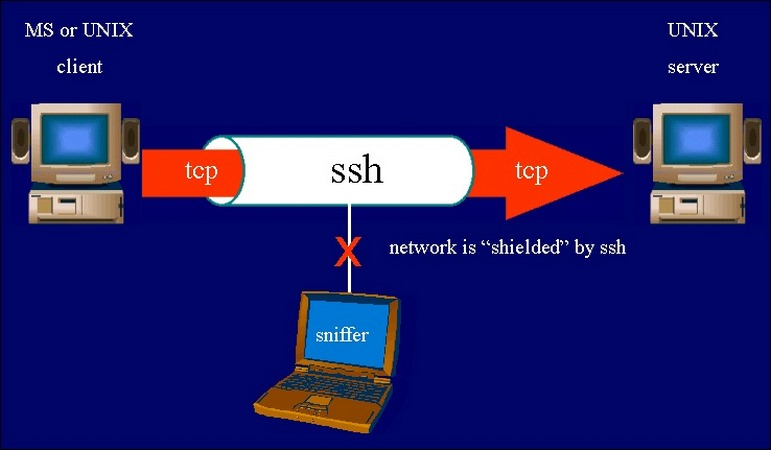 MS or UNIX
client
UNIX
server
tcp
ssh
tcp
X
network is “shielded” by ssh
sniffer